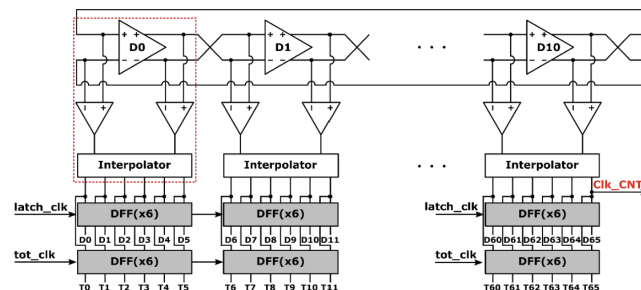 + + + + + +
D0 D1 D10
− − − − − −
− + − + − + − + − + − +
Interpolator Interpolator . . . Interpolator
Clk_CNT
latch_clk DFF(x6) DFF(x6) latch_clk DFF(x6)
D0 D1 D2 D3 D4 D5 D6 D7 D8 D9 D10 D11 D60 D61 D62 D63 D64 D65
tot_clk DFF(x6) DFF(x6) tot_clk DFF(x6)
T0 T1 T2 T3 T4 T5 T6 T7 T8 T9 T10 T11 T60 T61 T62 T63 T64 T65